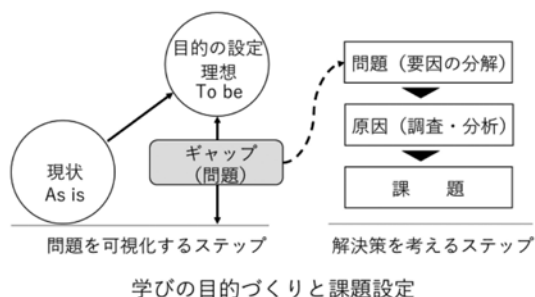 目的の設定
理想
To be
現状
As is
ギャップ
(問題)
問題を可視化するステップ
問題（要因の分解）
原因（調査・分析）
課　題
解決策を考えるステップ
学びの目的づくりと課題設定